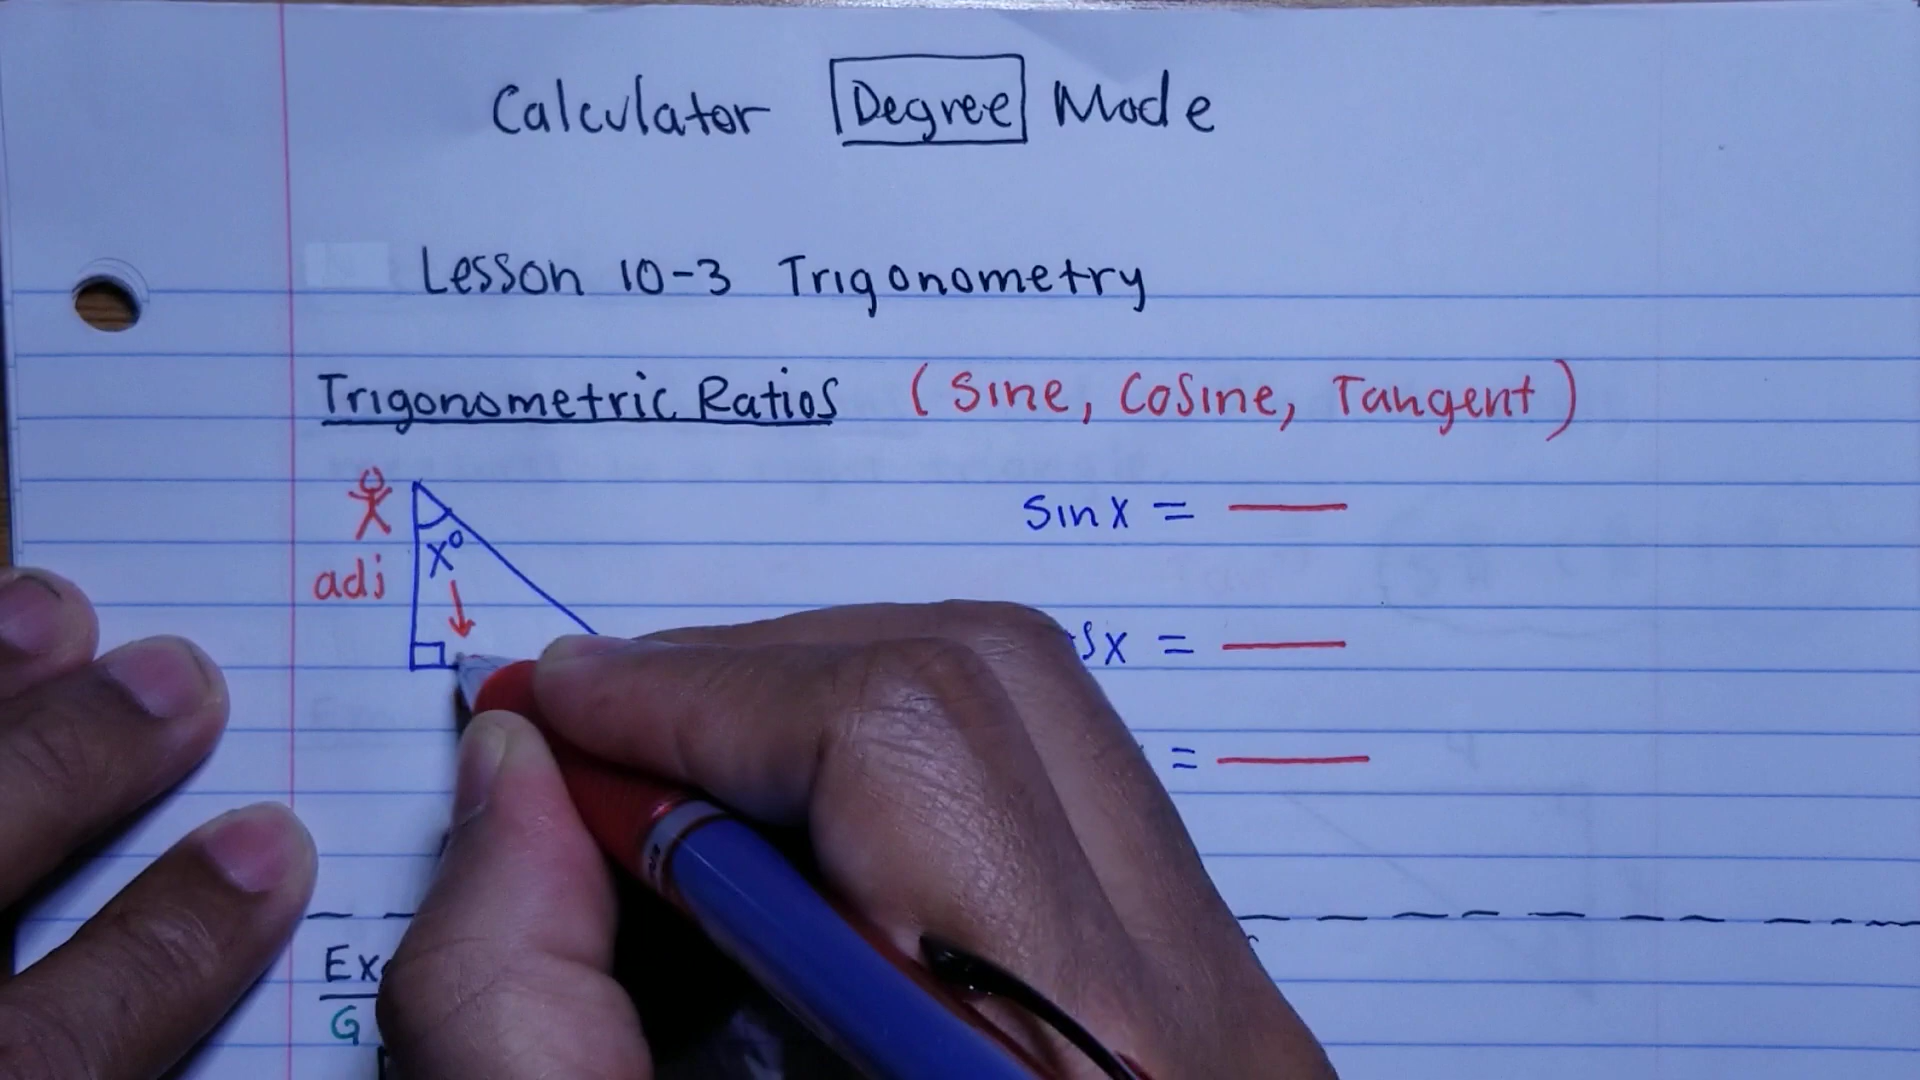 Calculator Degree Mode
Lesson 10-3 Trigonometry
Trigonometric Ratios (Sine, Cosine, Tangent)
sin x =
x°
adj
sx =
=
Ex
G